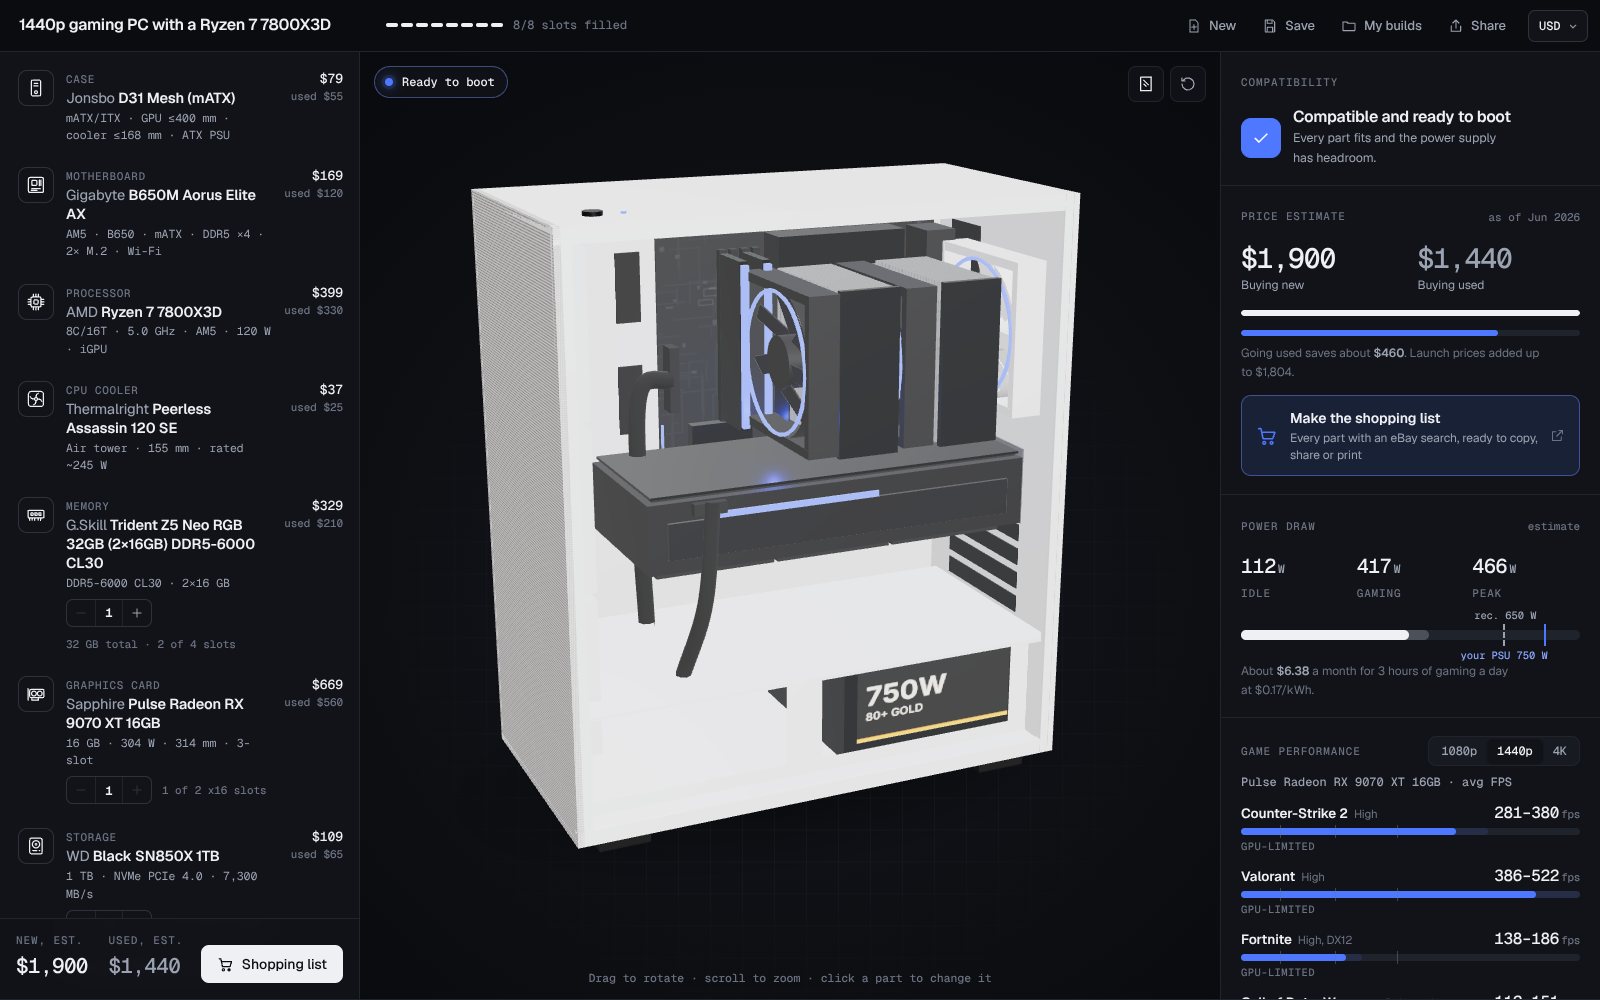 1440p gaming PC with a Ryzen 7 7800X3D
8/8 slots filled
New
Save
My builds
Share
USD
CASE
$79
Jonsbo D31 Mesh (mATX)
used $55
mATX/ITX · GPU ≤400 mm ·
cooler ≤168 mm · ATX PSU
MOTHERBOARD
$169
Gigabyte B650M Aorus Elite
AX
used $120
AM5 · B650 · mATX · DDR5 ×4 ·
2× M.2 · Wi-Fi
PROCESSOR
$399
AMD Ryzen 7 7800X3D
used $330
8C/16T · 5.0 GHz · AM5 · 120 W
· iGPU
CPU COOLER
$37
Thermalright Peerless
Assassin 120 SE
used $25
Air tower · 155 mm · rated
~245 W
MEMORY
$329
G.Skill Trident Z5 Neo RGB
32GB (2×16GB) DDR5-6000
CL30
used $210
DDR5-6000 CL30 · 2×16 GB
− 1 +
32 GB total · 2 of 4 slots
GRAPHICS CARD
$669
Sapphire Pulse Radeon RX
9070 XT 16GB
used $560
16 GB · 304 W · 314 mm · 3-
slot
− 1 +
1 of 2 x16 slots
STORAGE
$109
WD Black SN850X 1TB
used $65
1 TB · NVMe PCIe 4.0 · 7,300
MB/s
NEW, EST.
USED, EST.
$1,900
$1,440
Shopping list
Ready to boot
750W
80+ GOLD
Drag to rotate · scroll to zoom · click a part to change it
COMPATIBILITY
Compatible and ready to boot
Every part fits and the power supply
has headroom.
PRICE ESTIMATE
as of Jun 2026
$1,900
$1,440
Buying new
Buying used
Going used saves about $460. Launch prices added up
to $1,804.
Make the shopping list
Every part with an eBay search, ready to copy,
share or print
POWER DRAW
estimate
112 W
417 W
466 W
IDLE
GAMING
PEAK
rec. 650 W
your PSU 750 W
About $6.38 a month for 3 hours of gaming a day
at $0.17/kWh.
GAME PERFORMANCE
1080p
1440p
4K
Pulse Radeon RX 9070 XT 16GB · avg FPS
Counter-Strike 2 High
281–380 fps
GPU-LIMITED
Valorant High
386–522 fps
GPU-LIMITED
Fortnite High, DX12
138–186 fps
GPU-LIMITED